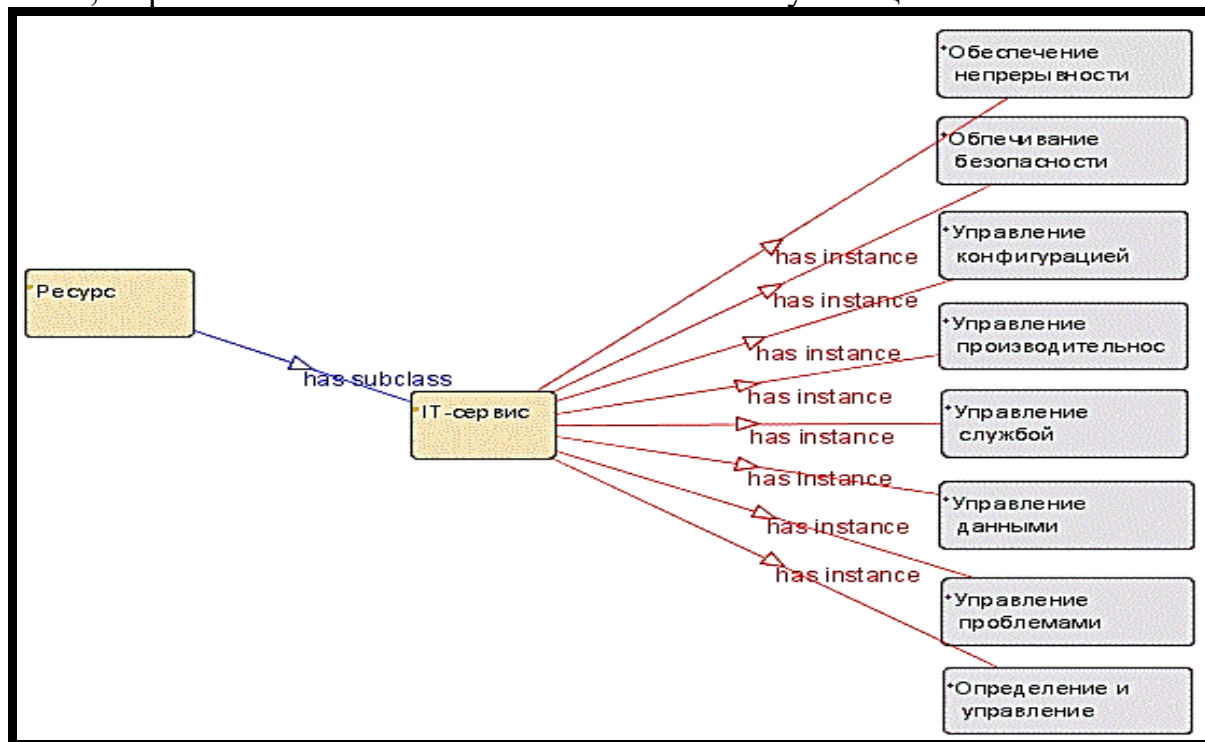 Ресурс
has subclass
IT-сервис
has instance
has instance
has instance
has instance
has instance
has instance
has instance
has instance
Обеспечение
непрерывности
Обпечивание
безопасности
Управление
конфигурацией
Управление
производительнос
Управление
службой
Управление
данными
Управление
проблемами
Определение и
управление